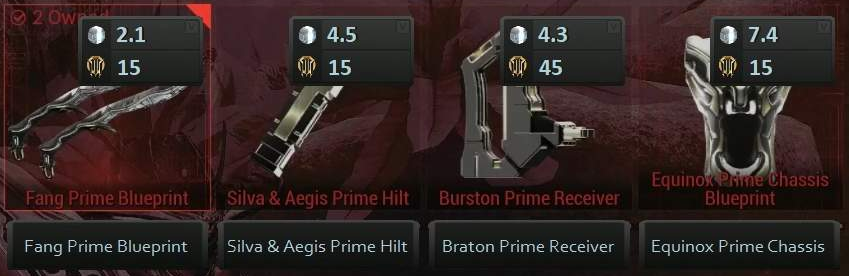 2 Owned
2.1
15
4.5
15
4.3
45
7.4
15
Fang Prime Blueprint
Silva & Aegis Prime Hilt
Burston Prime Receiver
Equinox Prime Chassis
Blueprint
Fang Prime Blueprint
Silva & Aegis Prime Hilt
Braton Prime Receiver
Equinox Prime Chassis